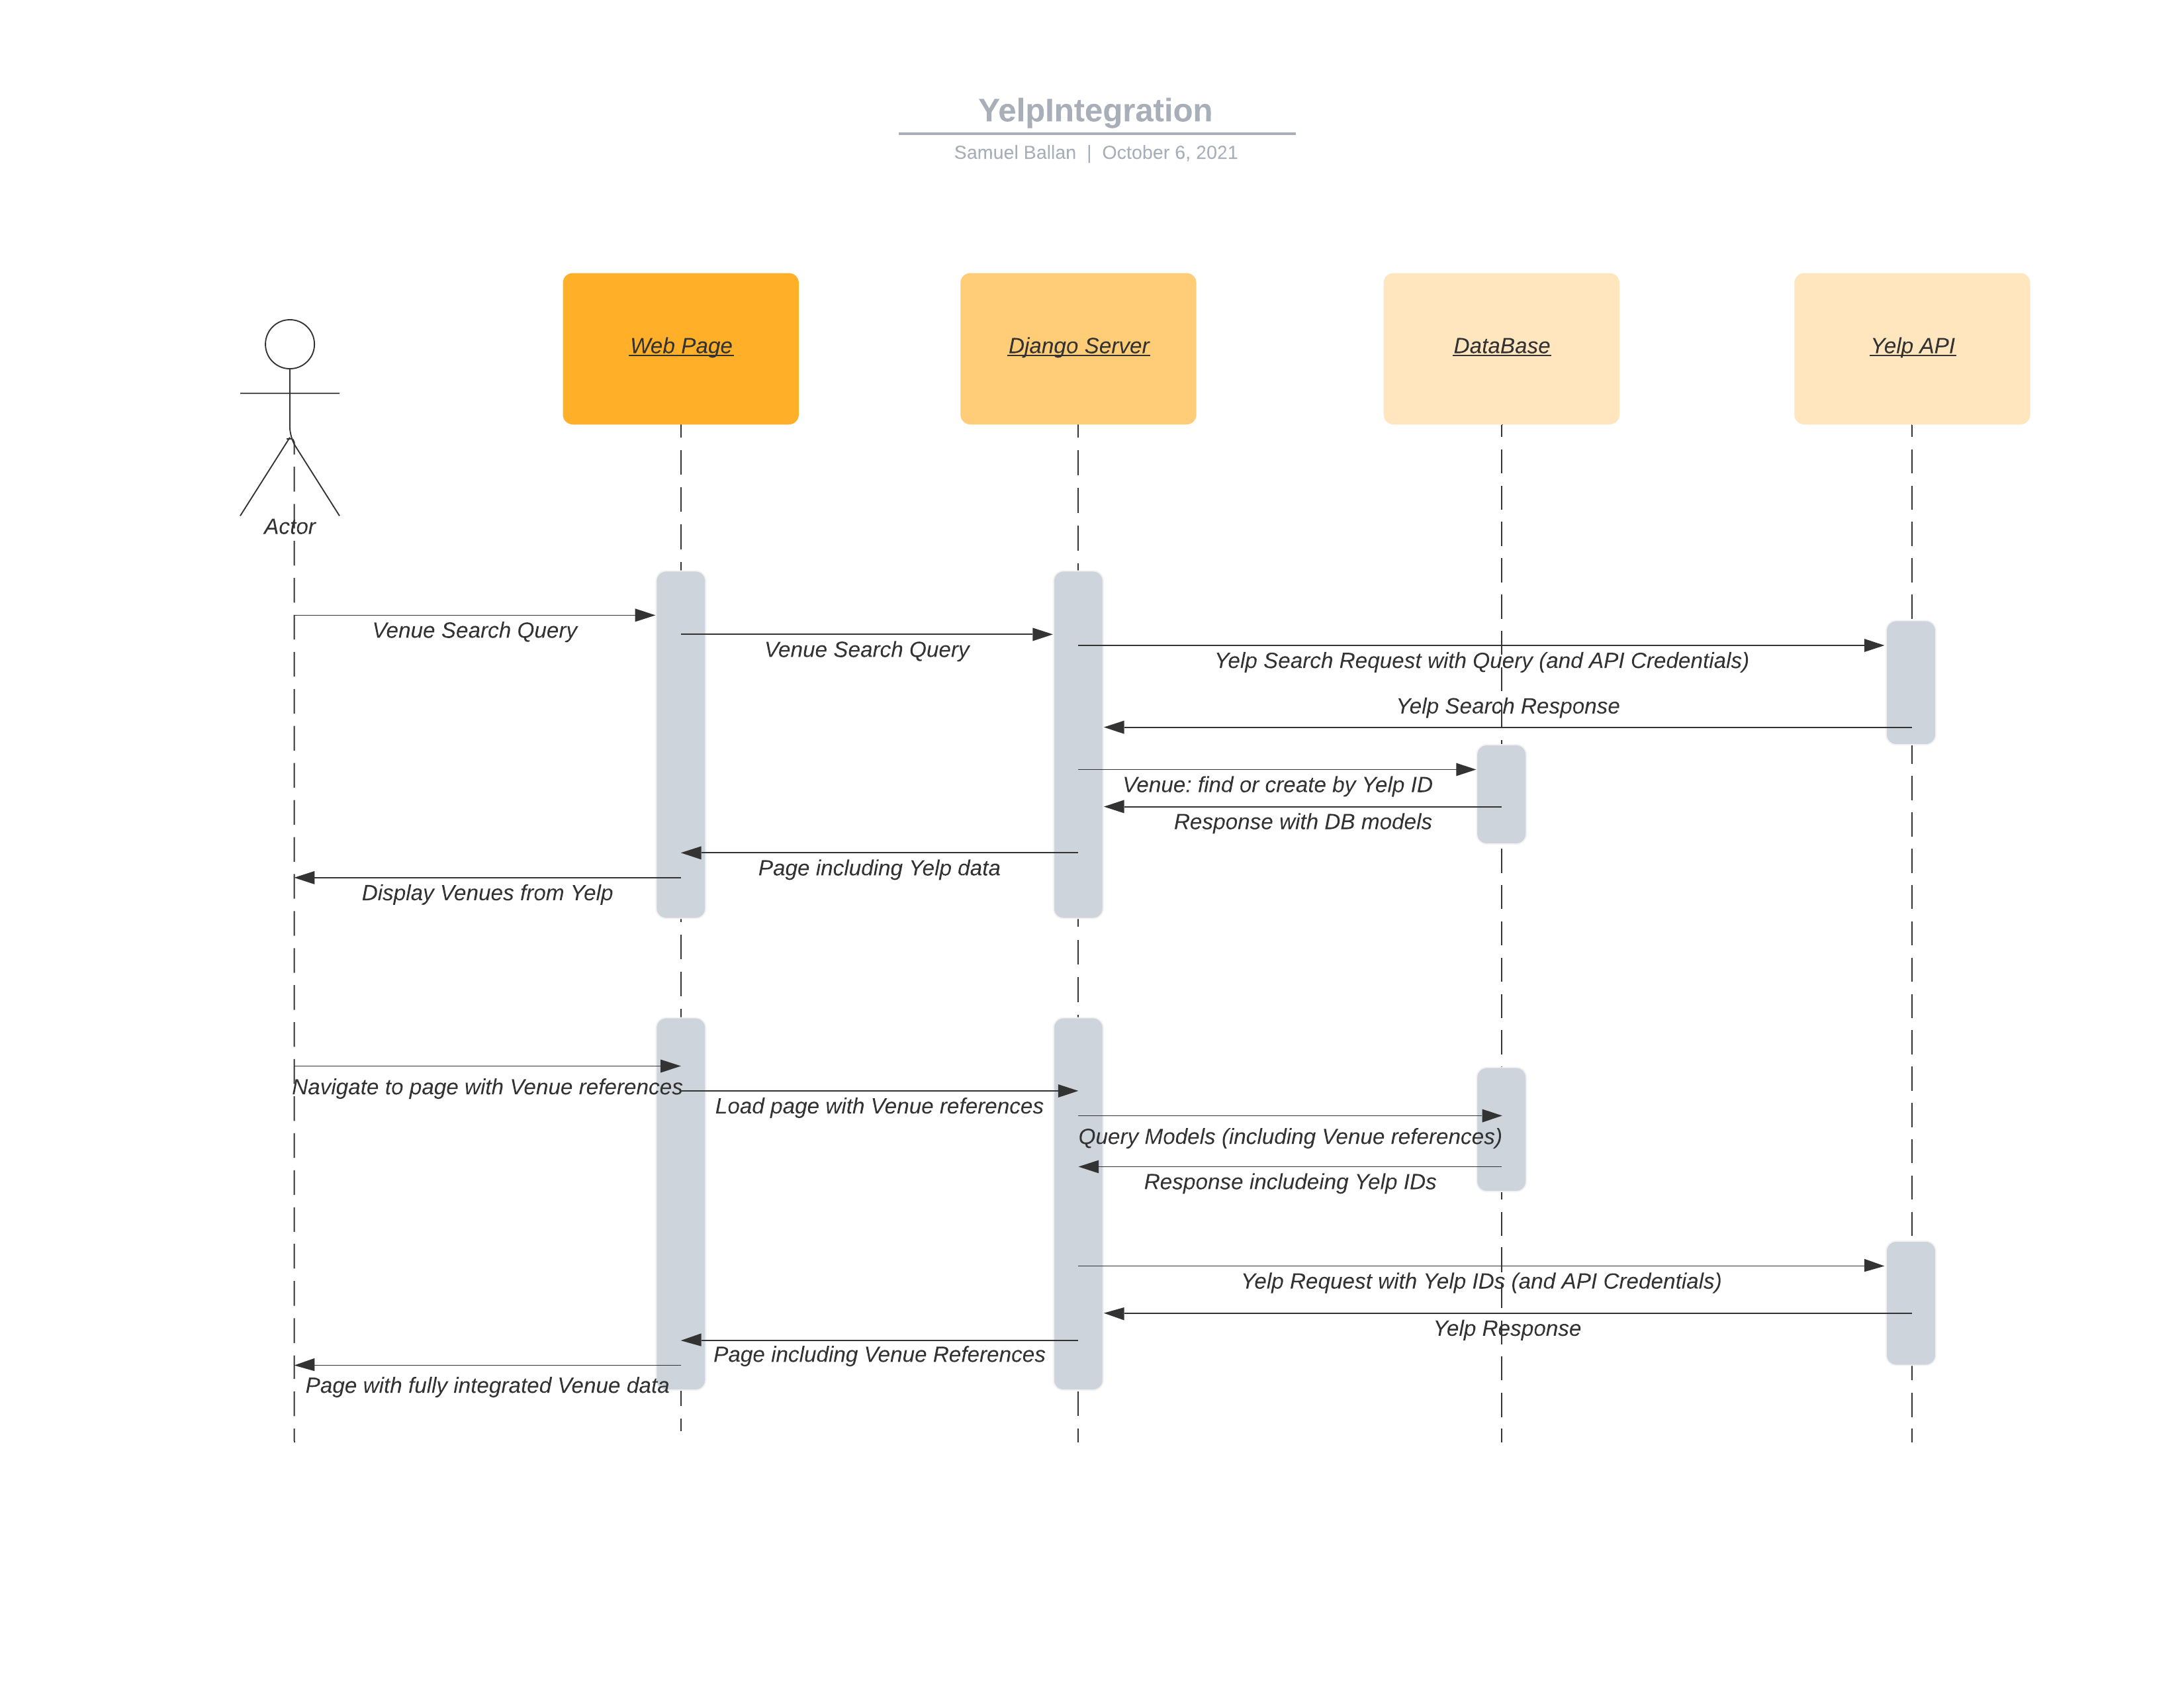 YelpIntegration
Samuel Ballan | October 6, 2021
Web Page
Django Server
DataBase
Yelp API
Actor
Venue Search Query
Venue Search Query
Yelp Search Request with Query (and API Credentials)
Yelp Search Response
Venue: find or create by Yelp ID
Response with DB models
Page including Yelp data
Display Venues from Yelp
Navigate to page with Venue references
Load page with Venue references
Query Models (including Venue references)
Response includeing Yelp IDs
Yelp Request with Yelp IDs (and API Credentials)
Yelp Response
Page including Venue References
Page with fully integrated Venue data